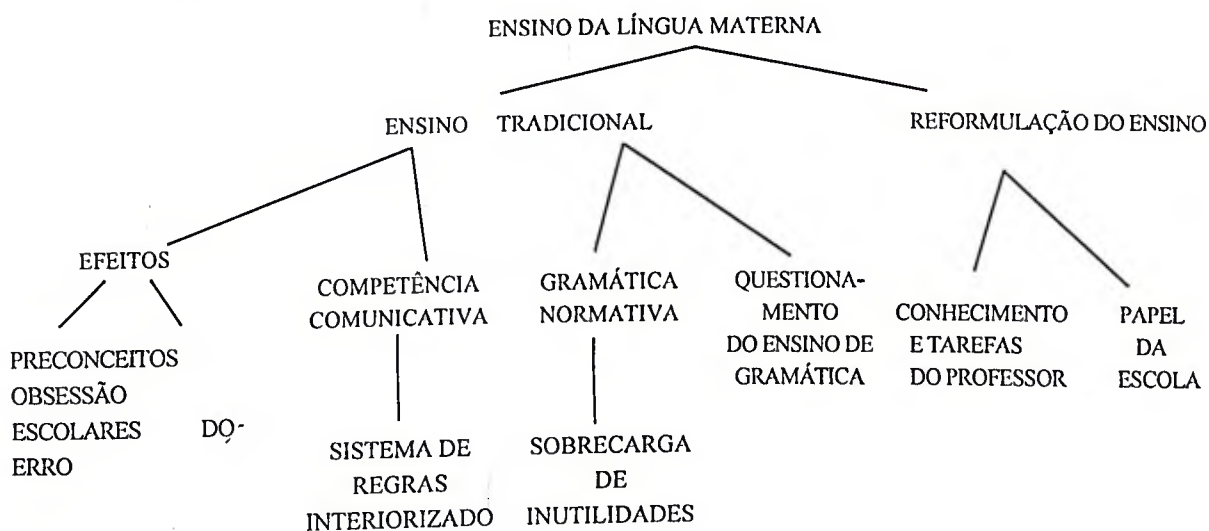 ENSINO DA LÍNGUA MATERNA
ENSINO TRADICIONAL
REFORMULAÇÃO DO ENSINO
EFEITOS
PRECONCEITOS
OBSESSÃO
ESCOLARES DO-
ERRO
COMPETÊNCIA
COMUNICATIVA
SISTEMA DE
REGRAS
INTERIORIZADO
GRAMÁTICA
NORMATIVA
SOBRECARGA
DE
INUTILIDADES
QUESTIONA-
MENTO
DO ENSINO DE
GRAMÁTICA
CONHECIMENTO
E TAREFAS
DO PROFESSOR
PAPEL
DA
ESCOLA